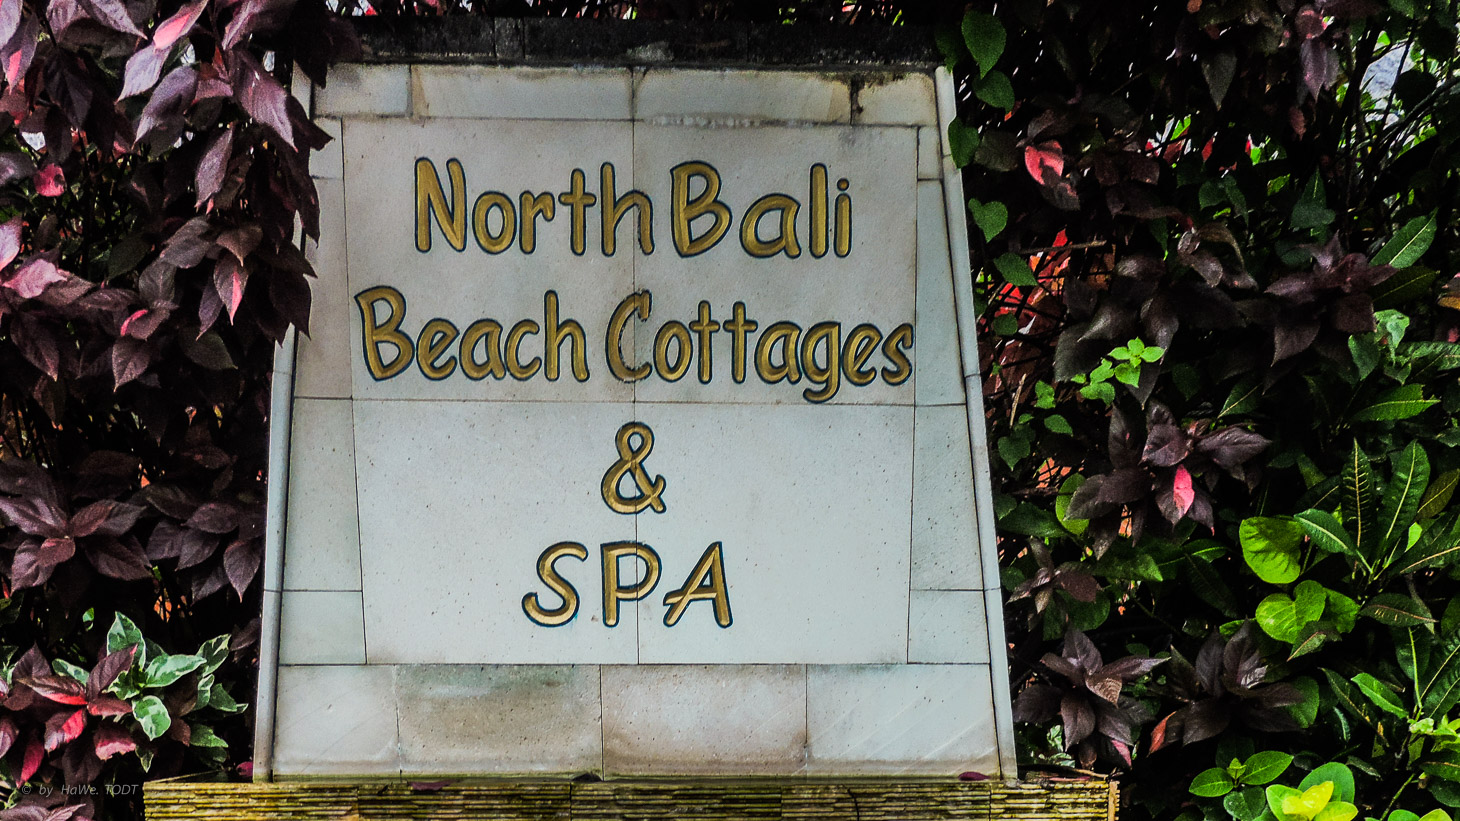 North Bali
Beach Cottages
&
SPA
© by HaWe. TODT